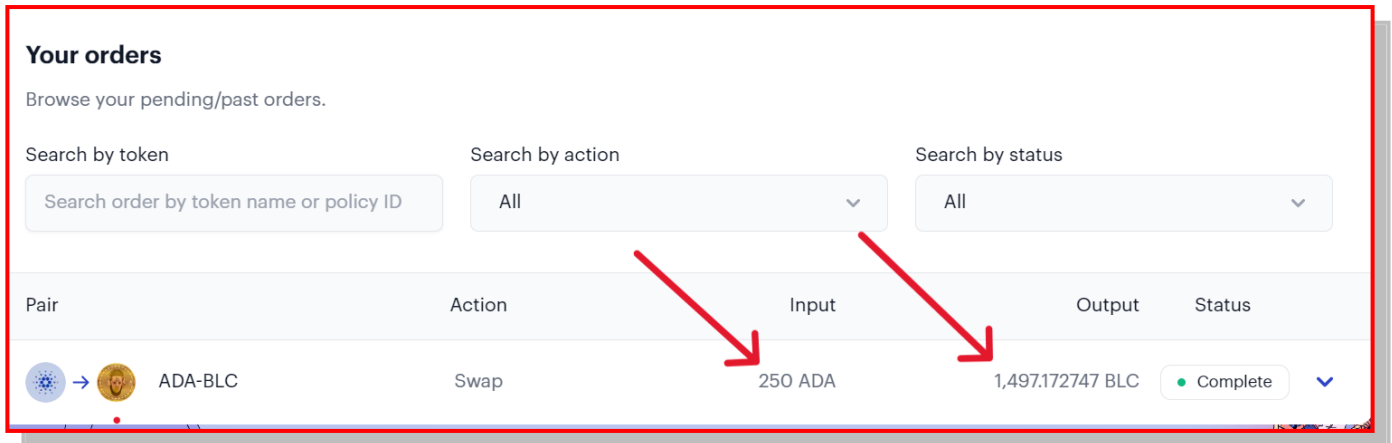 Your orders
Browse your pending/past orders.
Search by token Search by action Search by status
Search order by token name or policy ID All All
Pair Action Input Output Status
ADA-BLC Swap 250 ADA 1,497.172747 BLC Complete